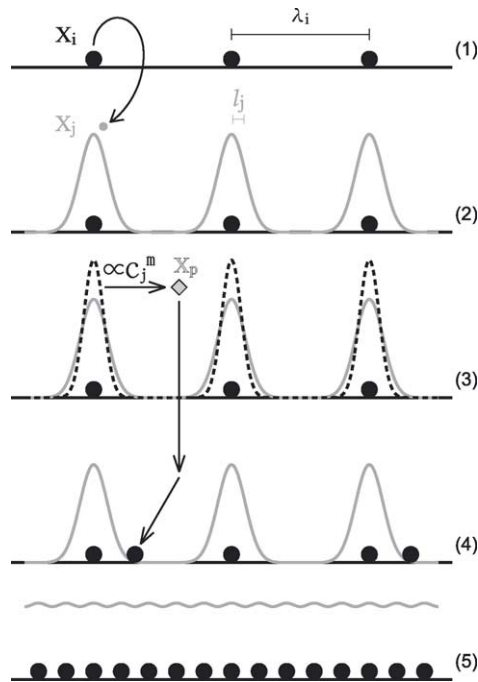 Xi
λi
(1)
Xj
lj
(2)
∝Cjᵐ
Xp
(3)
(4)
(5)